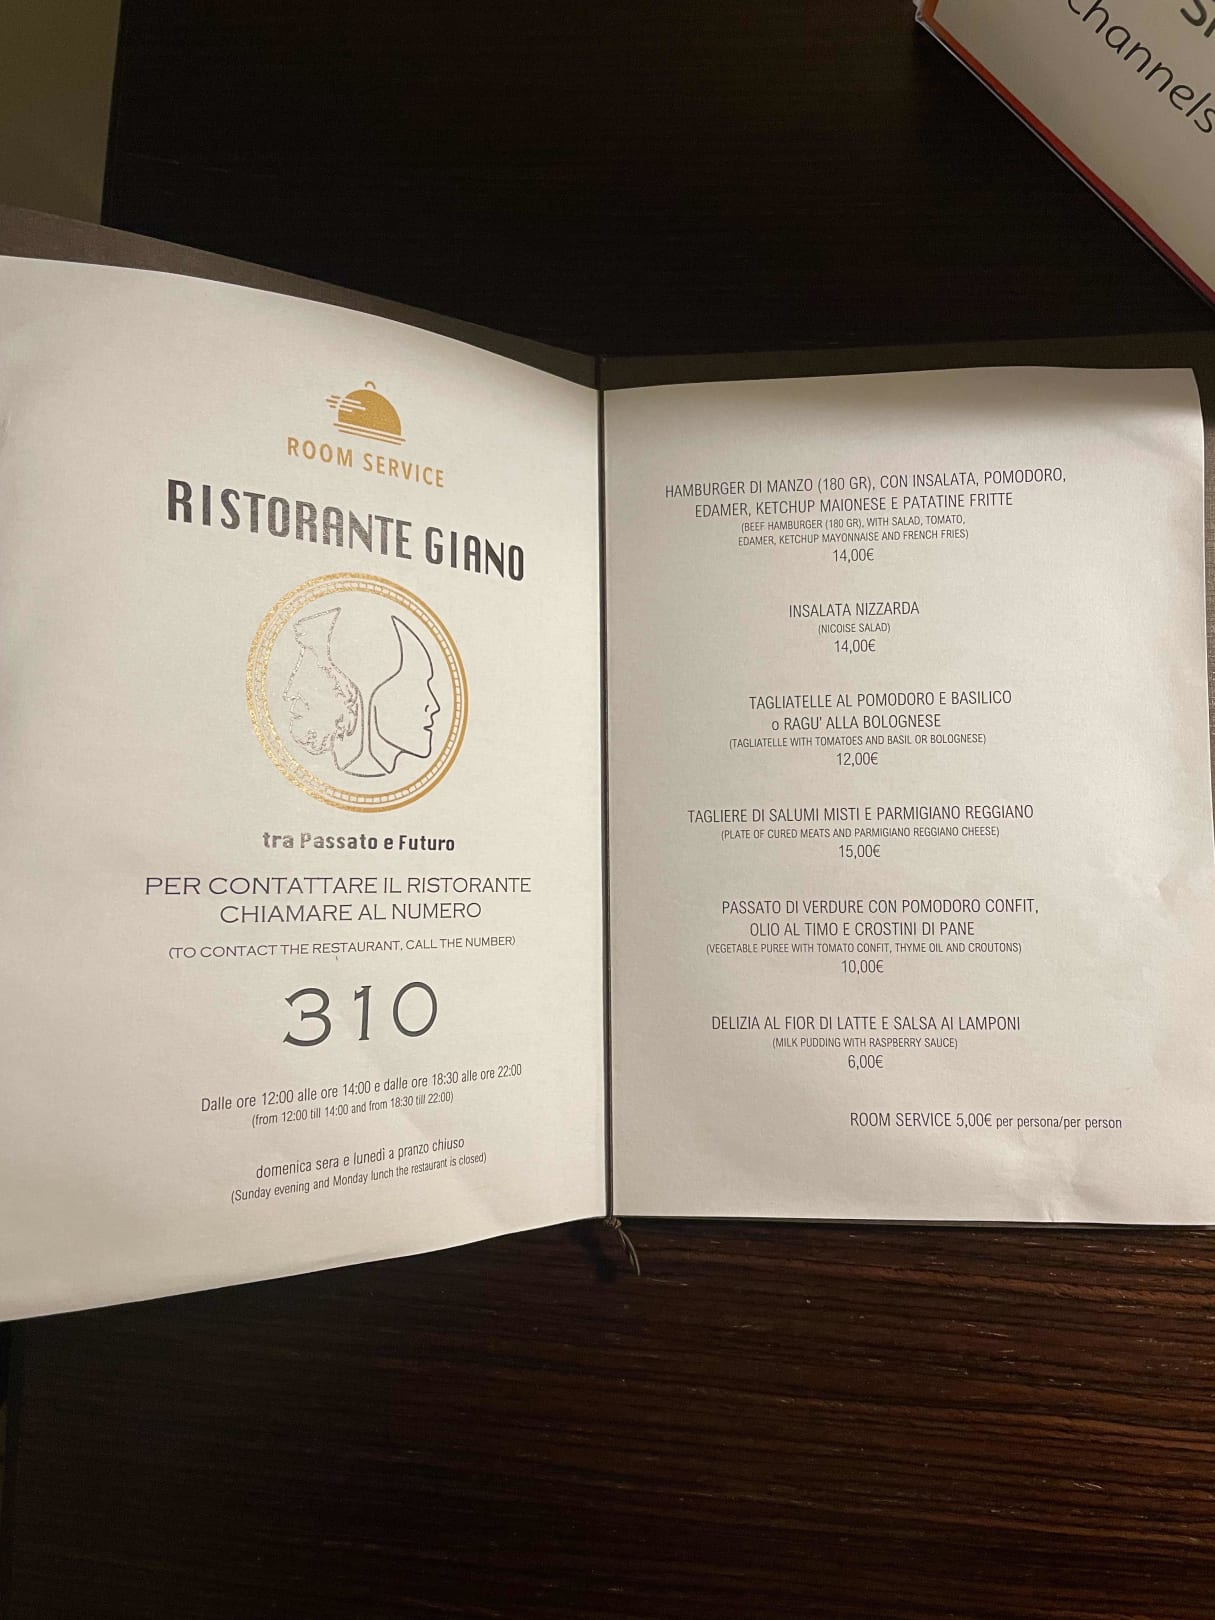 channels
ROOM SERVICE
RISTORANTE GIANO
tra Passato e Futuro
PER CONTATTARE IL RISTORANTE
CHIAMARE AL NUMERO
(TO CONTACT THE RESTAURANT, CALL THE NUMBER)
310
Dalle ore 12:00 alle ore 14:00 e dalle ore 18:30 alle ore 22:00
(from 12:00 till 14:00 and from 18:30 till 22:00)
domenica sera e lunedì a pranzo chiuso
(Sunday evening and Monday lunch the restaurant is closed)
HAMBURGER DI MANZO (180 GR), CON INSALATA, POMODORO,
EDAMER, KETCHUP MAIONESE E PATATINE FRITTE
(BEEF HAMBURGER (180 GR), WITH SALAD, TOMATO,
EDAMER, KETCHUP MAYONNAISE AND FRENCH FRIES)
14,00€
INSALATA NIZZARDA
(NICOISE SALAD)
14,00€
TAGLIATELLE AL POMODORO E BASILICO
o RAGU' ALLA BOLOGNESE
(TAGLIATELLE WITH TOMATOES AND BASIL OR BOLOGNESE)
12,00€
TAGLIERE DI SALUMI MISTI E PARMIGIANO REGGIANO
(PLATE OF CURED MEATS AND PARMIGIANO REGGIANO CHEESE)
15,00€
PASSATO DI VERDURE CON POMODORO CONFIT,
OLIO AL TIMO E CROSTINI DI PANE
(VEGETABLE PUREE WITH TOMATO CONFIT, THYME OIL AND CROUTONS)
10,00€
DELIZIA AL FIOR DI LATTE E SALSA AI LAMPONI
(MILK PUDDING WITH RASPBERRY SAUCE)
6,00€
ROOM SERVICE 5,00€ per persona/per person